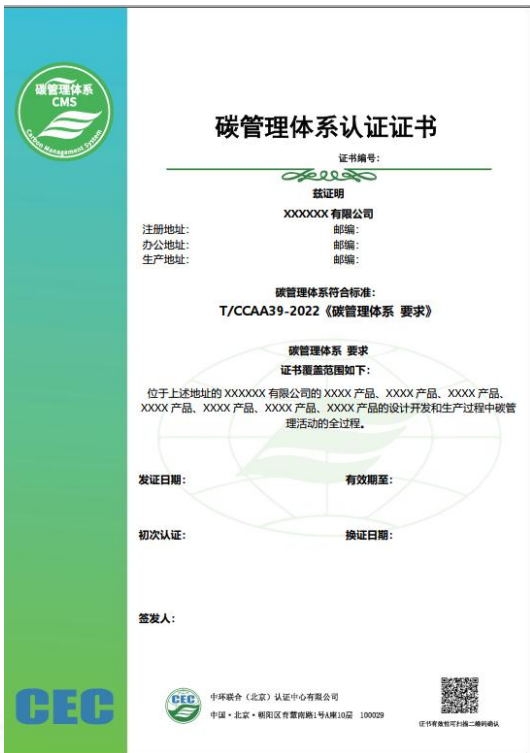 碳管理体系
CMS
Carbon Management System
碳管理体系认证证书
证书编号：
兹证明
XXXXXX 有限公司
注册地址： 邮编：
办公地址： 邮编：
生产地址： 邮编：
碳管理体系符合标准：
T/CCAA39-2022《碳管理体系 要求》
碳管理体系 要求
证书覆盖范围如下：
位于上述地址的 XXXXXX 有限公司的 XXXX 产品、XXXX 产品、XXXX 产品、
XXXX 产品、XXXX 产品、XXXX 产品、XXXX 产品的设计开发和生产过程中碳管
理活动的全过程。
发证日期： 有效期至：
初次认证： 换证日期：
签发人：
CEC
CEC
中环联合（北京）认证中心有限公司
中国·北京·朝阳区育慧南路1号A座10层 100029
证书有效性可扫描二维码确认